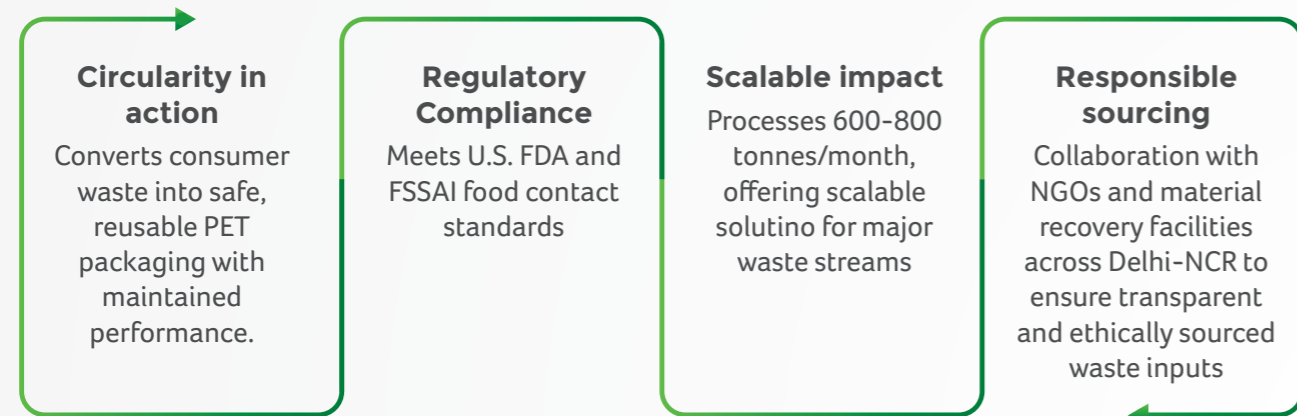 Circularity in
action
Converts consumer
waste into safe,
reusable PET
packaging with
maintained
performance.
Regulatory
Compliance
Meets U.S. FDA and
FSSAI food contact
standards
Scalable impact
Processes 600-800
tonnes/month,
offering scalable
solutino for major
waste streams
Responsible
sourcing
Collaboration with
NGOs and material
recovery facilities
across Delhi-NCR to
ensure transparent
and ethically sourced
waste inputs